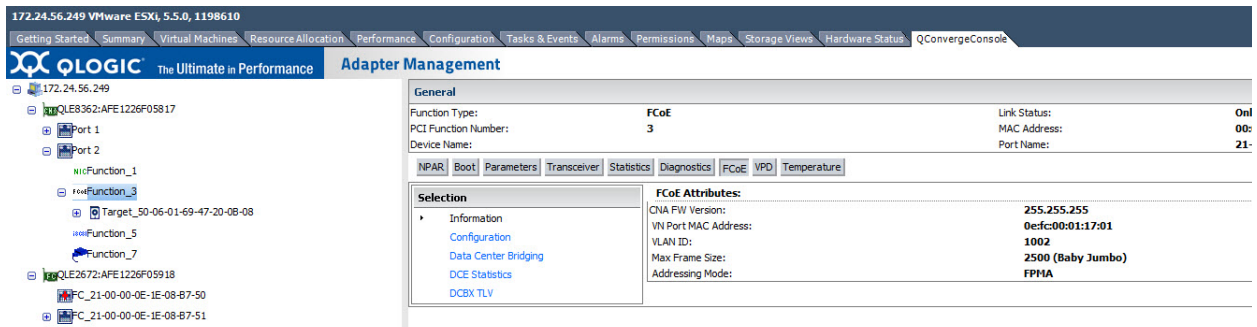 172.24.56.249 VMware ESXi, 5.5.0, 1198610
Getting Started Summary Virtual Machines Resource Allocation Performance Configuration Tasks & Events Alarms Permissions Maps Storage Views Hardware Status QConvergeConsole
QLOGIC The Ultimate in Performance Adapter Management
172.24.56.249
QLE8362:AFE1226F05817
Port 1
Port 2
NIC Function_1
FCoE Function_3
Target_50-06-01-69-47-20-0B-08
iSCSI Function_5
Function_7
FC QLE2672:AFE1226F05918
FC_21-00-00-0E-1E-08-B7-50
FC_21-00-00-0E-1E-08-B7-51
General
Function Type: FCoE Link Status: Onl
PCI Function Number: 3 MAC Address: 00:
Device Name: Port Name: 21-
NPAR Boot Parameters Transceiver Statistics Diagnostics FCoE VPD Temperature
Selection
Information
Configuration
Data Center Bridging
DCE Statistics
DCBX TLV
FCoE Attributes:
CNA FW Version: 255.255.255
VN Port MAC Address: 0e:fc:00:01:17:01
VLAN ID: 1002
Max Frame Size: 2500 (Baby Jumbo)
Addressing Mode: FPMA